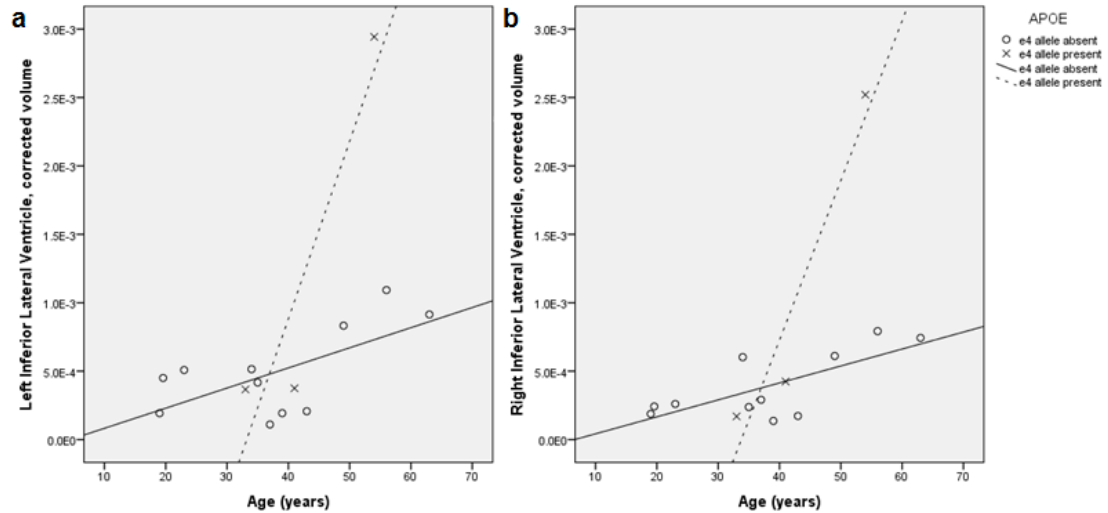 a
Left Inferior Lateral Ventricle, corrected volume
3.0E-3
2.5E-3
2.0E-3
1.5E-3
1.0E-3
5.0E-4
0.0E0
10 20 30 40 50 60 70
Age (years)
b
Right Inferior Lateral Ventricle, corrected volume
3.0E-3
2.5E-3
2.0E-3
1.5E-3
1.0E-3
5.0E-4
0.0E0
10 20 30 40 50 60 70
Age (years)
APOE
e4 allele absent
e4 allele present
e4 allele absent
e4 allele present